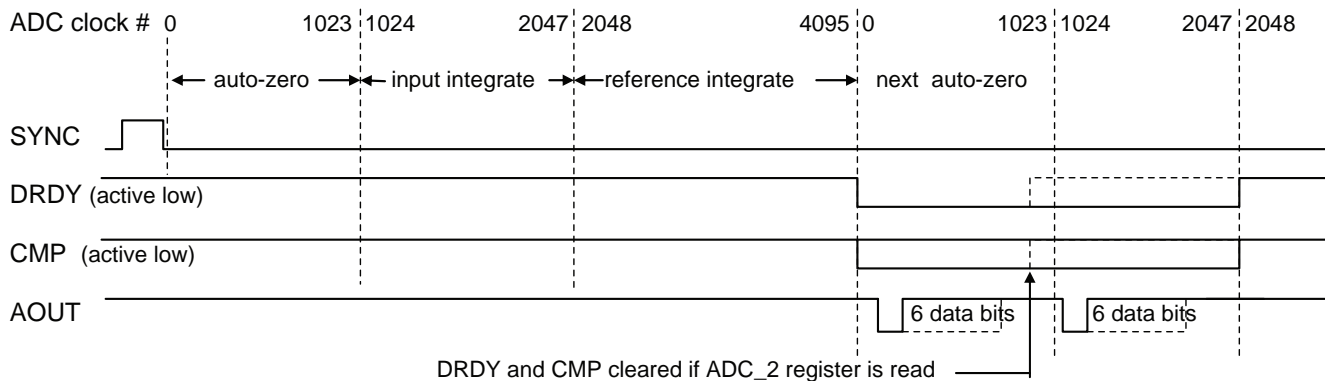 ADC clock # 0 1023 1024 2047 2048 4095 0 1023 1024 2047 2048
auto-zero input integrate reference integrate next auto-zero
SYNC
DRDY (active low)
CMP (active low)
AOUT 6 data bits 6 data bits
DRDY and CMP cleared if ADC_2 register is read